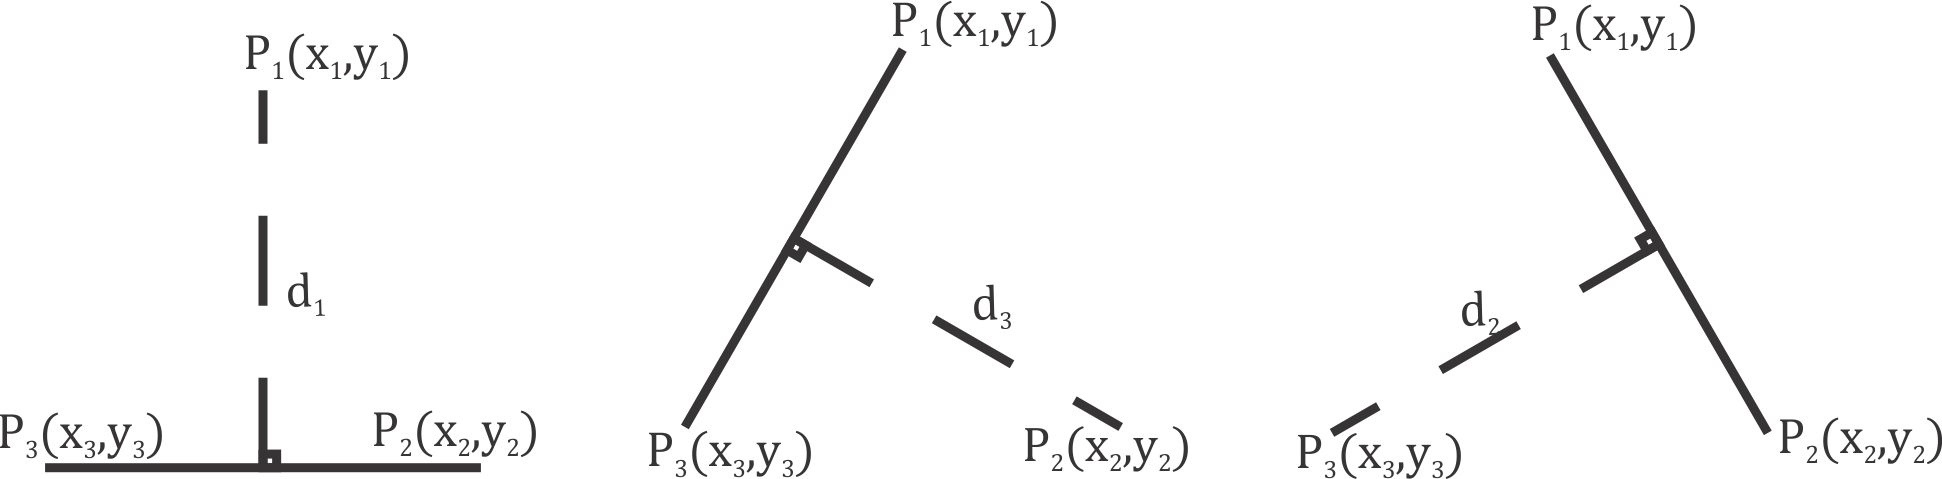 P₁(x₁,y₁)
d₁
P₃(x₃,y₃)
P₂(x₂,y₂)
P₁(x₁,y₁)
d₃
P₃(x₃,y₃)
P₂(x₂,y₂)
P₁(x₁,y₁)
d₂
P₃(x₃,y₃)
P₂(x₂,y₂)